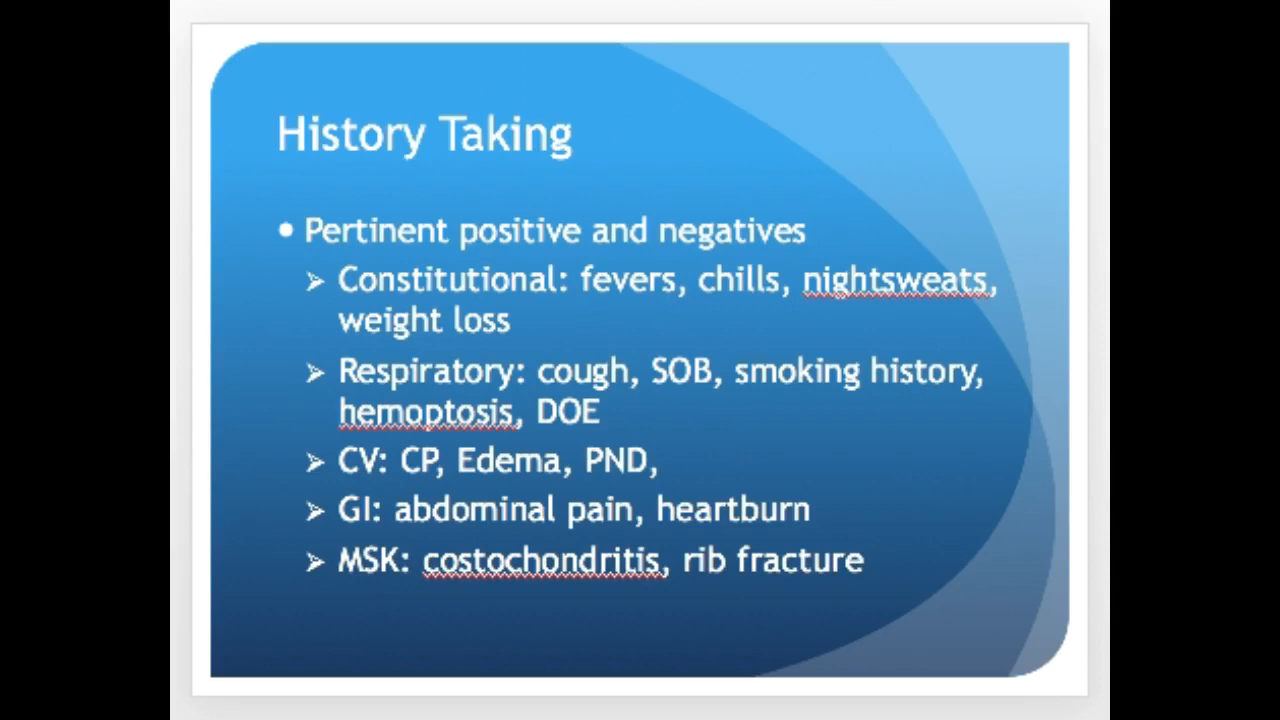 History Taking
• Pertinent positive and negatives
➢ Constitutional: fevers, chills, nightsweats,
weight loss
➢ Respiratory: cough, SOB, smoking history,
hemoptosis, DOE
➢ CV: CP, Edema, PND,
➢ GI: abdominal pain, heartburn
➢ MSK: costochondritis, rib fracture